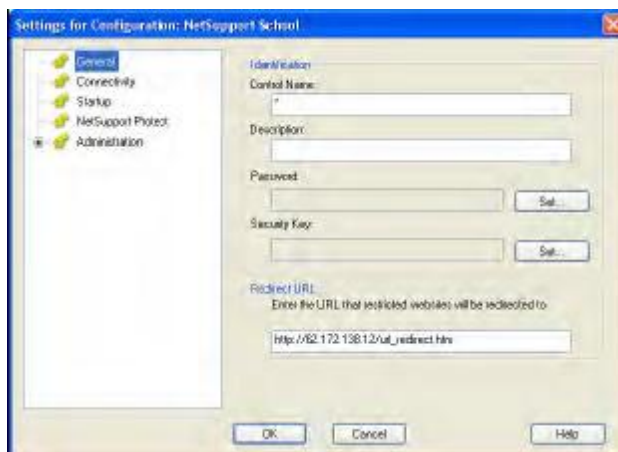 Settings for Configuration: NetSupport School
General
Connectivity
Startup
NetSupport Protect
Administration
Identification
Control Name:
*
Description:
Password:
Set...
Security Key:
Set...
Redirect URL
Enter the URL that restricted websites will be redirected to
http://62.172.138.12/url_redirect.htm
OK
Cancel
Help